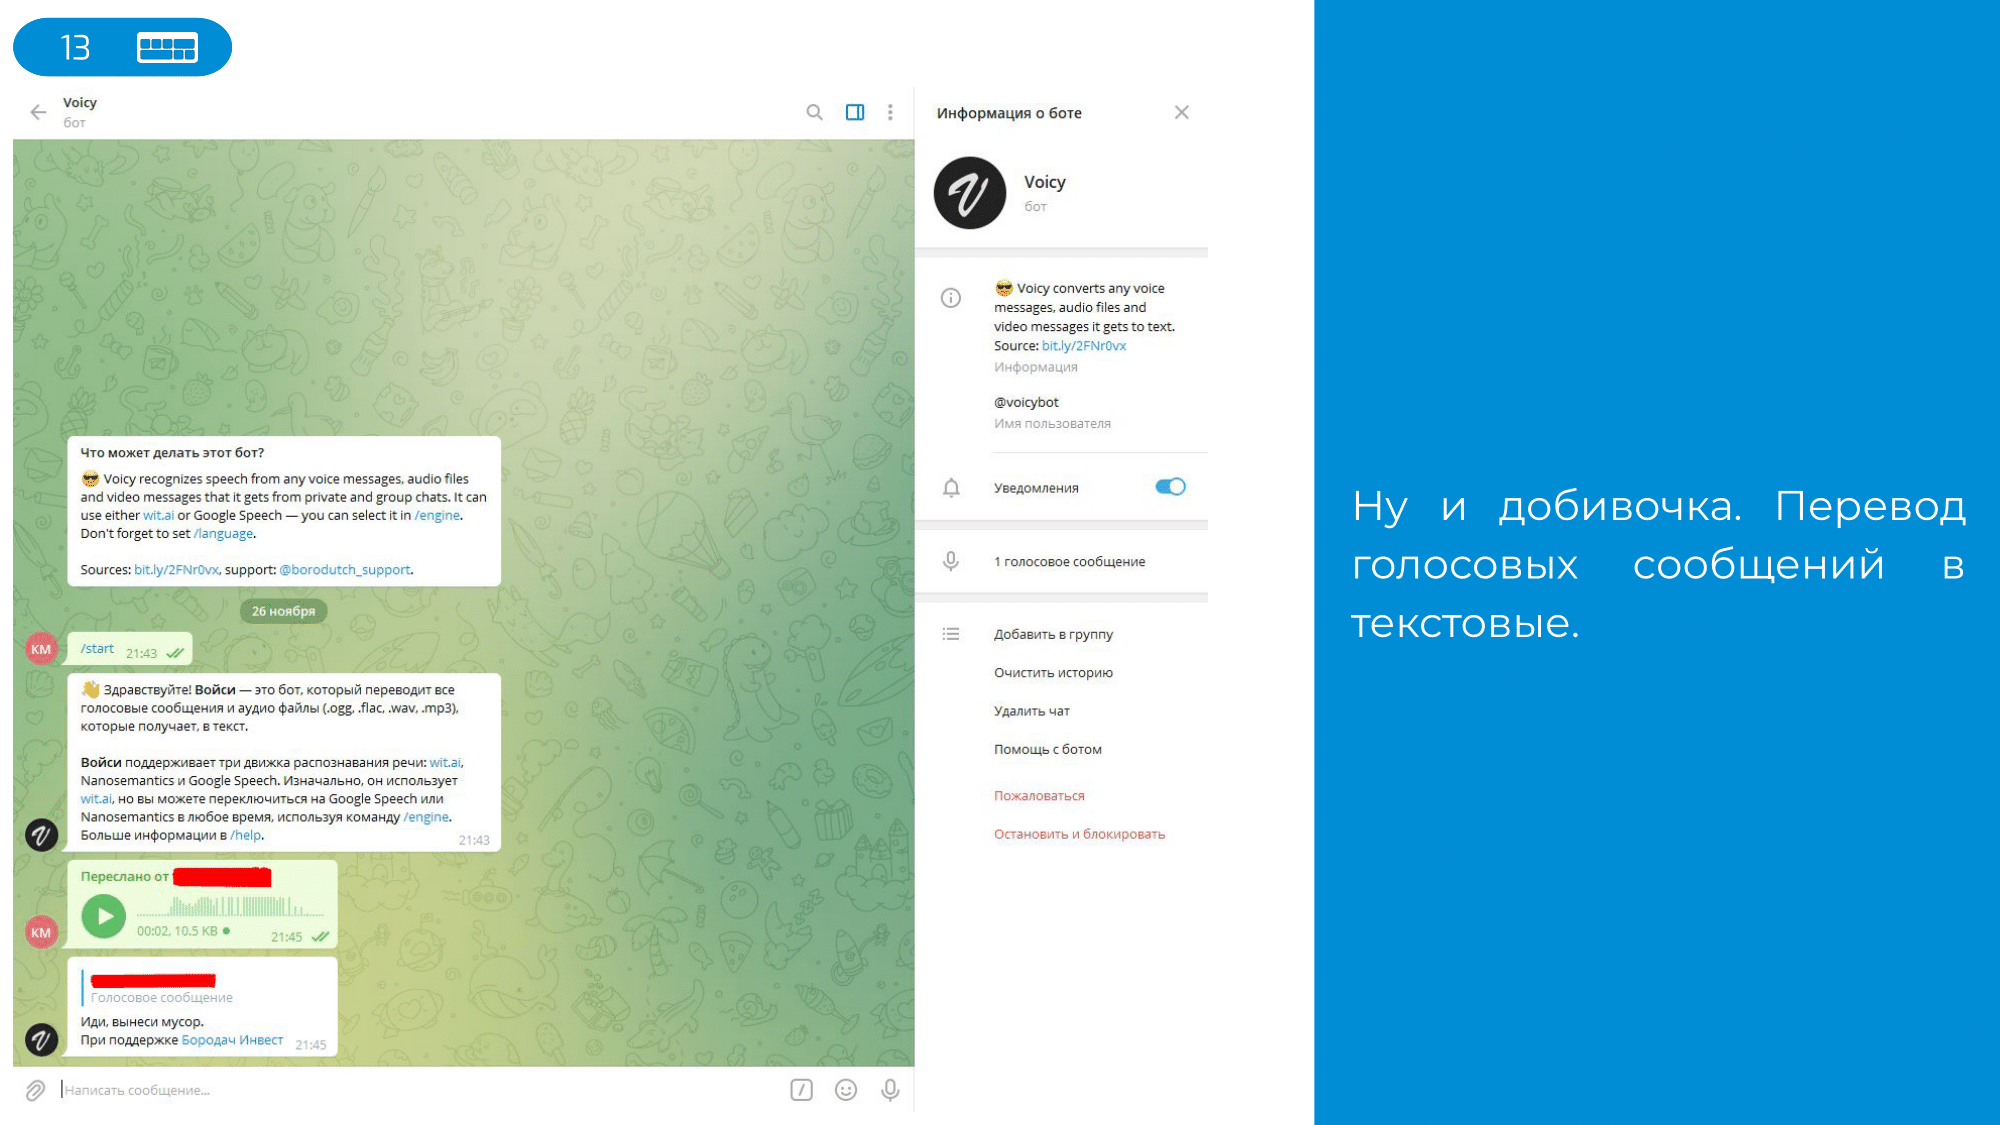 13
Voicy
бот
Что может делать этот бот?
😎 Voicy recognizes speech from any voice messages, audio files
and video messages that it gets from private and group chats. It can
use either wit.ai or Google Speech — you can select it in /engine.
Don't forget to set /language.
Sources: bit.ly/2FNr0vx, support: @borodutch_support.
26 ноября
KM
/start 21:43
👋 Здравствуйте! Войси — это бот, который переводит все
голосовые сообщения и аудио файлы (.ogg, .flac, .wav, .mp3),
которые получает, в текст.
Войси поддерживает три движка распознавания речи: wit.ai,
Nanosemantics и Google Speech. Изначально, он использует
wit.ai, но вы можете переключиться на Google Speech или
Nanosemantics в любое время, используя команду /engine.
Больше информации в /help.
21:43
Переслано от
00:02, 10.5 KB
21:45
KM
Голосовое сообщение
Иди, вынеси мусор.
При поддержке Бородач Инвест 21:45
Написать сообщение...
Информация о боте
Voicy
бот
😎 Voicy converts any voice
messages, audio files and
video messages it gets to text.
Source: bit.ly/2FNr0vx
Информация
@voicybot
Имя пользователя
Уведомления
1 голосовое сообщение
Добавить в группу
Очистить историю
Удалить чат
Помощь с ботом
Пожаловаться
Остановить и блокировать
Ну и добивочка. Перевод
голосовых сообщений в
текстовые.